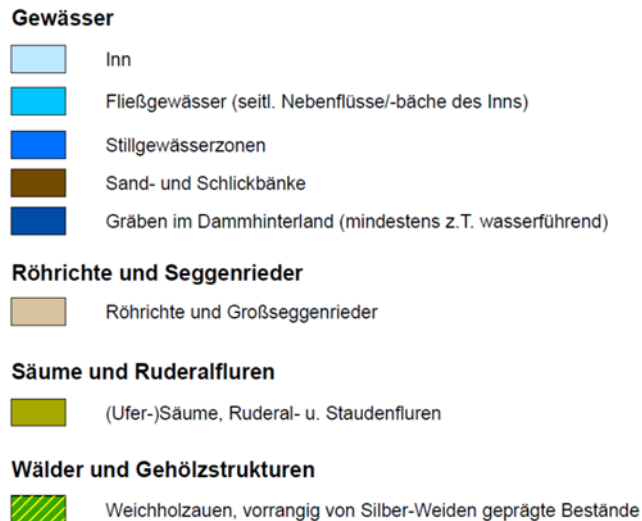 Gewässer
Inn
Fließgewässer (seitl. Nebenflüsse/-bäche des Inns)
Stillgewässerzonen
Sand- und Schlickbänke
Gräben im Dammhinterland (mindestens z.T. wasserführend)
Röhrichte und Seggenrieder
Röhrichte und Großseggenrieder
Säume und Ruderalfluren
(Ufer-)Säume, Ruderal- u. Staudenfluren
Wälder und Gehölzstrukturen
Weichholzauen, vorrangig von Silber-Weiden geprägte Bestände